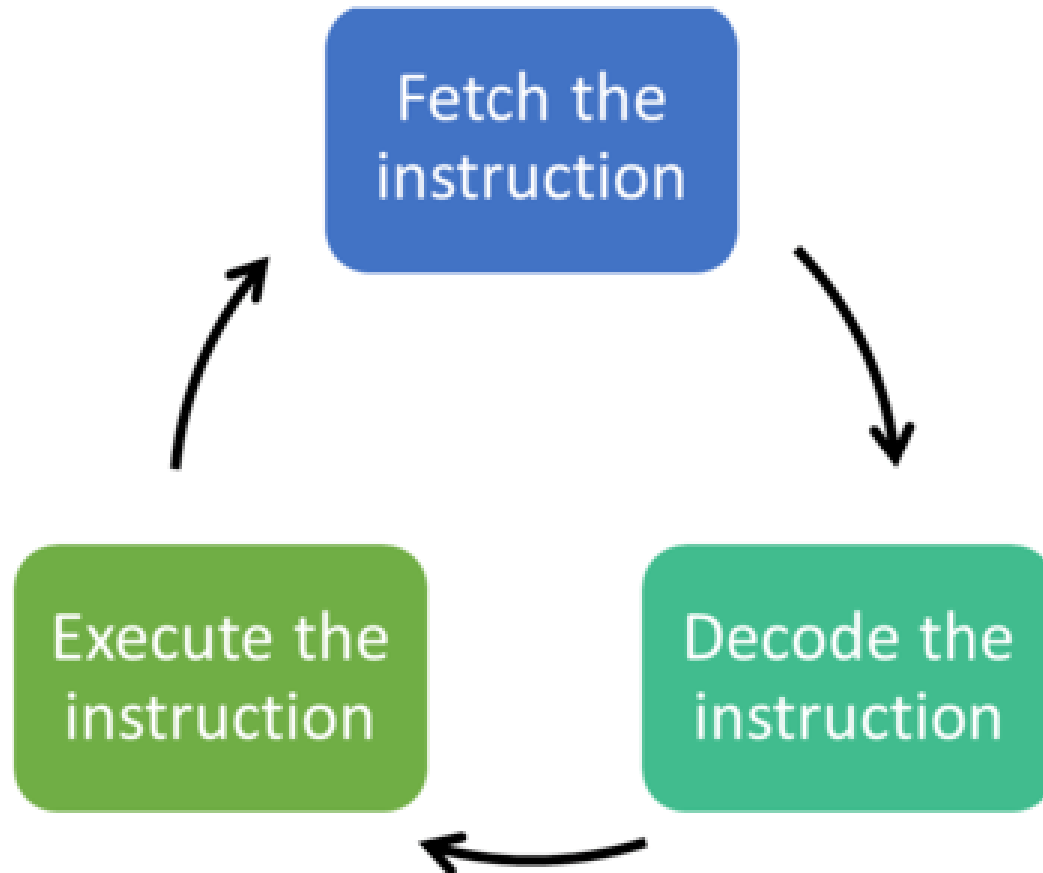 Fetch the
instruction
Decode the
instruction
Execute the
instruction